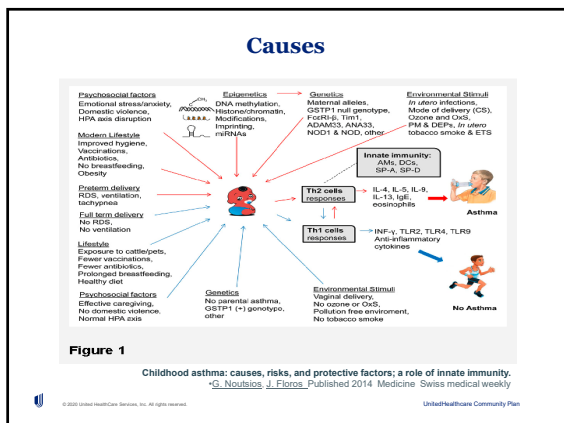 Causes
Psychosocial factors
Emotional stress/anxiety,
Domestic violence,
HPA axis disruption
Modern Lifestyle
Improved hygiene,
Vaccinations,
Antibiotics,
No breastfeeding,
Obesity
Preterm delivery
RDS, ventilation,
tachypnea
Full term delivery
No RDS,
No ventilation
Lifestyle
Exposure to cattle/pets,
Fewer vaccinations,
Fewer antibiotics,
Prolonged breastfeeding,
Healthy diet
Psychosocial factors
Effective caregiving,
No domestic violence.
Normal HPA axis
CH₃
Epigenetics
DNA methylation,
Histone/chromatin,
Modifications,
Imprinting,
miRNAs
Genetics
Maternal alleles,
GSTP1 null genotype,
FcεRI-β, Tim1,
ADAM33, ANA33,
NOD1 & NOD, other
Environmental Stimuli
In utero infections,
Mode of delivery (CS),
Ozone and OxS,
PM & DEPs, In utero
tobacco smoke & ETS
Innate immunity:
AMs, DCs,
SP-A, SP-D
Th2 cells
responses
IL-4, IL-5, IL-9,
IL-13, IgE,
eosinophils
Asthma
Th1 cells
responses
INF-γ, TLR2, TLR4, TLR9
Anti-inflammatory
cytokines
No Asthma
Genetics
No parental asthma,
GSTP1 (+) gonotypo,
other
Environmental Stimuli
Vaginal delivery,
No ozone or OxS,
Pollution free enviroment,
No tobacco smoke
Figure 1
Childhood asthma: causes, risks, and protective factors; a role of innate immunity.
•G. Noutsios, J. Floros Published 2014 Medicine Swiss medical weekly
© 2020 United HealthCare Services, Inc. All rights reserved.
UnitedHealthcare Community Plan